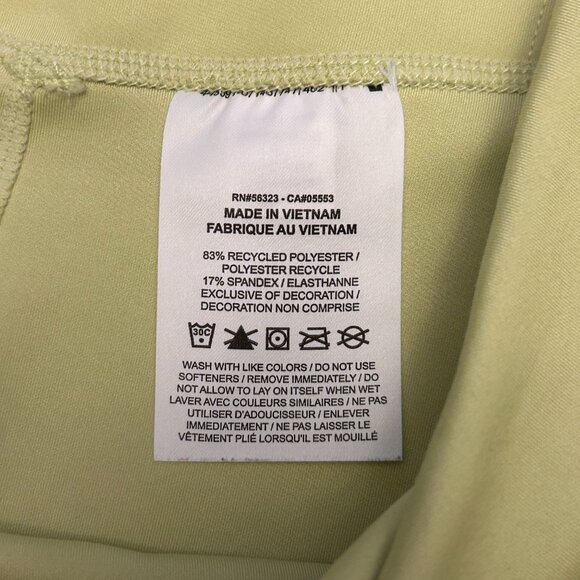 RN#56323 - CA#05553
MADE IN VIETNAM
FABRIQUE AU VIETNAM
83% RECYCLED POLYESTER /
POLYESTER RECYCLE
17% SPANDEX / ELASTHANNE
EXCLUSIVE OF DECORATION /
DECORATION NON COMPRISE
30C
WASH WITH LIKE COLORS / DO NOT USE
SOFTENERS / REMOVE IMMEDIATELY / DO
NOT ALLOW TO LAY ON ITSELF WHEN WET
LAVER AVEC COULEURS SIMILAIRES / NE PAS
UTILISER D'ADOUCISSEUR / ENLEVER
IMMEDIATEMENT / NE PAS LAISSER LE
VÊTEMENT PLIÉ LORSQU'IL EST MOUILLÉ